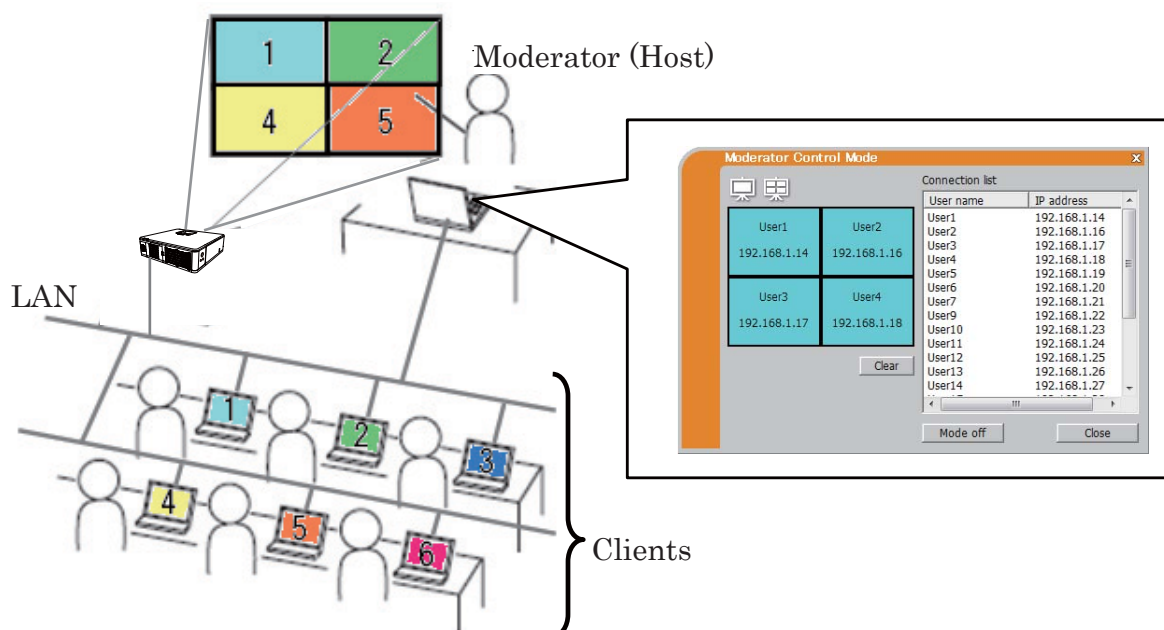 1
2
Moderator (Host)
4
5
LAN
1
2
3
4
5
6
Clients
Moderator Control Mode
x
Connection list
User name IP address
User1 192.168.1.14
User2 192.168.1.16
User3 192.168.1.17
User4 192.168.1.18
User5 192.168.1.19
User6 192.168.1.20
User7 192.168.1.21
User9 192.168.1.22
User10 192.168.1.23
User11 192.168.1.24
User12 192.168.1.25
User13 192.168.1.26
User14 192.168.1.27
User1 User2
192.168.1.14 192.168.1.16
User3 User4
192.168.1.17 192.168.1.18
Clear
Mode off Close